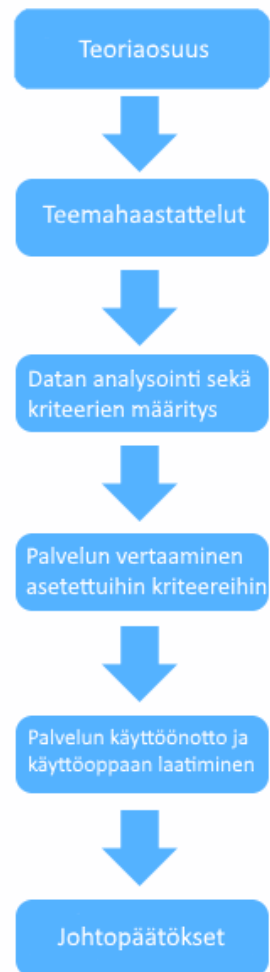 Teoriaosuus
Teemahaastattelut
Datan analysointi sekä
kriteerien määritys
Palvelun vertaaminen
asetettuihin kriteereihin
Palvelun käyttöönotto ja
käyttöoppaan laatiminen
Johtopäätökset